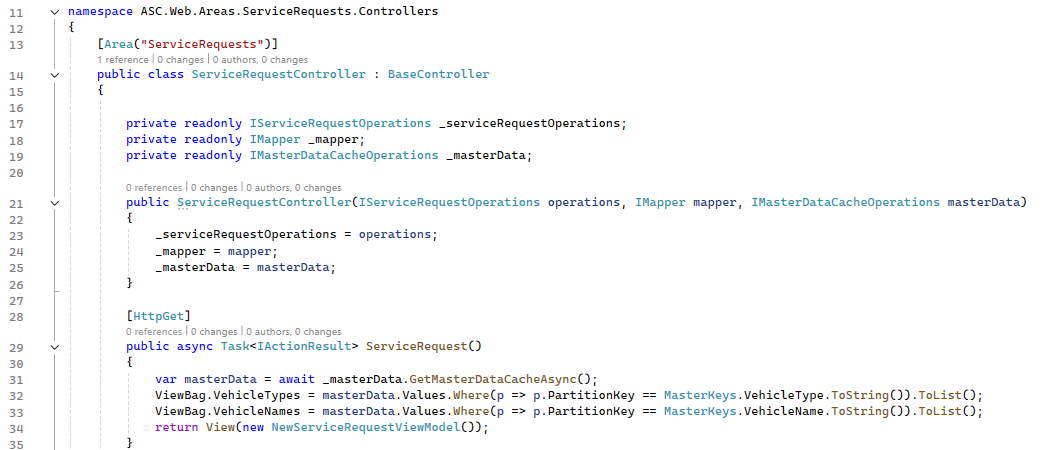 11 namespace ASC.Web.Areas.ServiceRequests.Controllers
12 {
13 [Area("ServiceRequests")]
1 reference | 0 changes | 0 authors, 0 changes
14 public class ServiceRequestController : BaseController
15 {
16
17 private readonly IServiceRequestOperations _serviceRequestOperations;
18 private readonly IMapper _mapper;
19 private readonly IMasterDataCacheOperations _masterData;
20
0 references | 0 changes | 0 authors, 0 changes
21 public ServiceRequestController(IServiceRequestOperations operations, IMapper mapper, IMasterDataCacheOperations masterData)
22 {
23 _serviceRequestOperations = operations;
24 _mapper = mapper;
25 _masterData = masterData;
26 }
27
28 [HttpGet]
0 references | 0 changes | 0 authors, 0 changes
29 public async Task<IActionResult> ServiceRequest()
30 {
31 var masterData = await _masterData.GetMasterDataCacheAsync();
32 ViewBag.VehicleTypes = masterData.Values.Where(p => p.PartitionKey == MasterKeys.VehicleType.ToString()).ToList();
33 ViewBag.VehicleNames = masterData.Values.Where(p => p.PartitionKey == MasterKeys.VehicleName.ToString()).ToList();
34 return View(new NewServiceRequestViewModel());
35 }